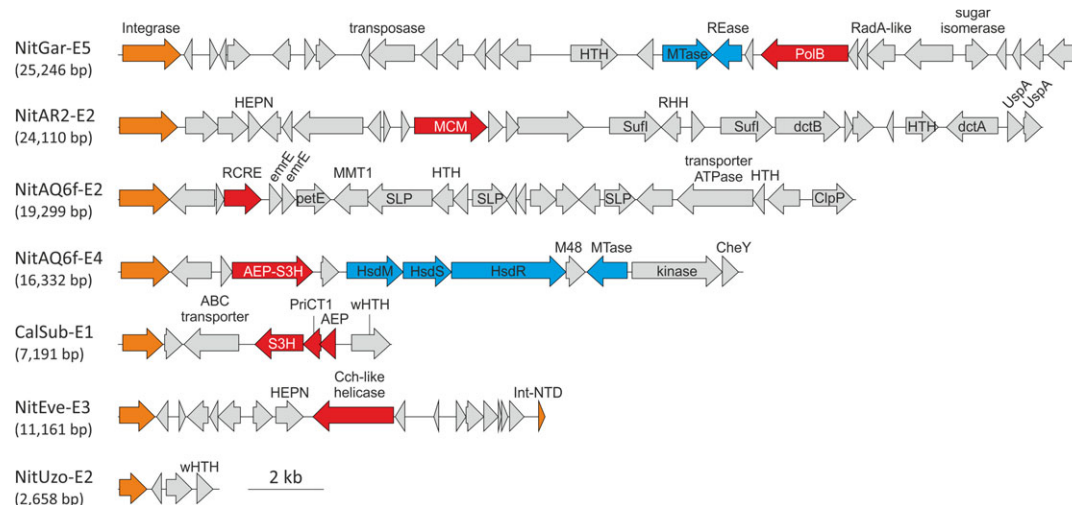 Integrase transposase REase RadA-like sugar isomerase
NitGar-E5 HTH MTase PolB
(25,246 bp)
HEPN RHH UspA UspA
NitAR2-E2 MCM SufI SufI dctB HTH dctA
(24,110 bp)
RCRE emrE emrE MMT1 HTH transporter ATPase HTH
NitAQ6f-E2 petE SLP SLP SLP ClpP
(19,299 bp)
M48 MTase CheY
NitAQ6f-E4 AEP-S3H HsdM HsdS HsdR kinase
(16,332 bp)
ABC transporter PriCT1 AEP wHTH
CalSub-E1 S3H
(7,191 bp)
HEPN Cch-like helicase Int-NTD
NitEve-E3
(11,161 bp)
wHTH 2 kb
NitUzo-E2
(2,658 bp)